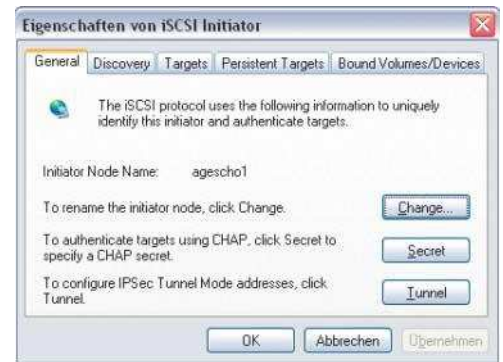 Eigenschaften von iSCSI Initiator
General Discovery Targets Persistent Targets Bound Volumes/Devices
The iSCSI protocol uses the following information to uniquely
identify this initiator and authenticate targets.
Initiator Node Name: agescho1
To rename the initiator node, click Change.
Change...
To authenticate targets using CHAP, click Secret to
specify a CHAP secret.
Secret
To configure IPSec Tunnel Mode addresses, click
Tunnel.
Tunnel
OK Abbrechen Übernehmen